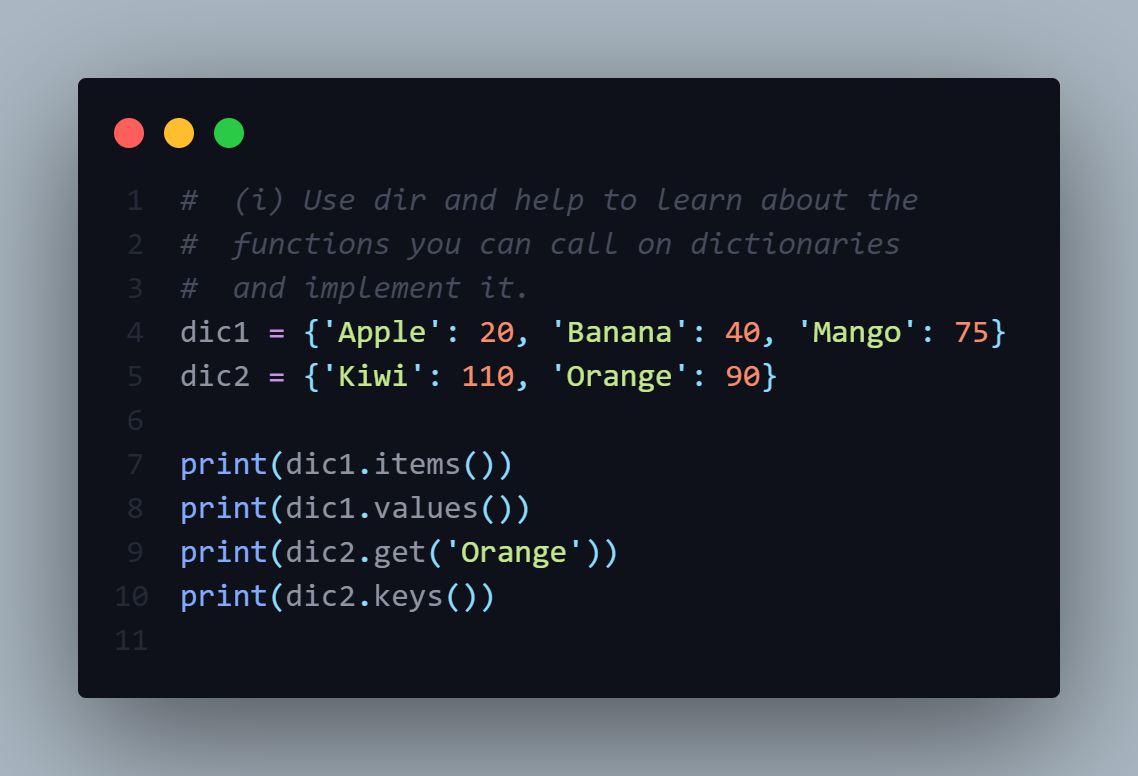 1 #  (i) Use dir and help to learn about the
2 #  functions you can call on dictionaries
3 #  and implement it.
4 dic1 = {'Apple': 20, 'Banana': 40, 'Mango': 75}
5 dic2 = {'Kiwi': 110, 'Orange': 90}
6
7 print(dic1.items())
8 print(dic1.values())
9 print(dic2.get('Orange'))
10 print(dic2.keys())
11